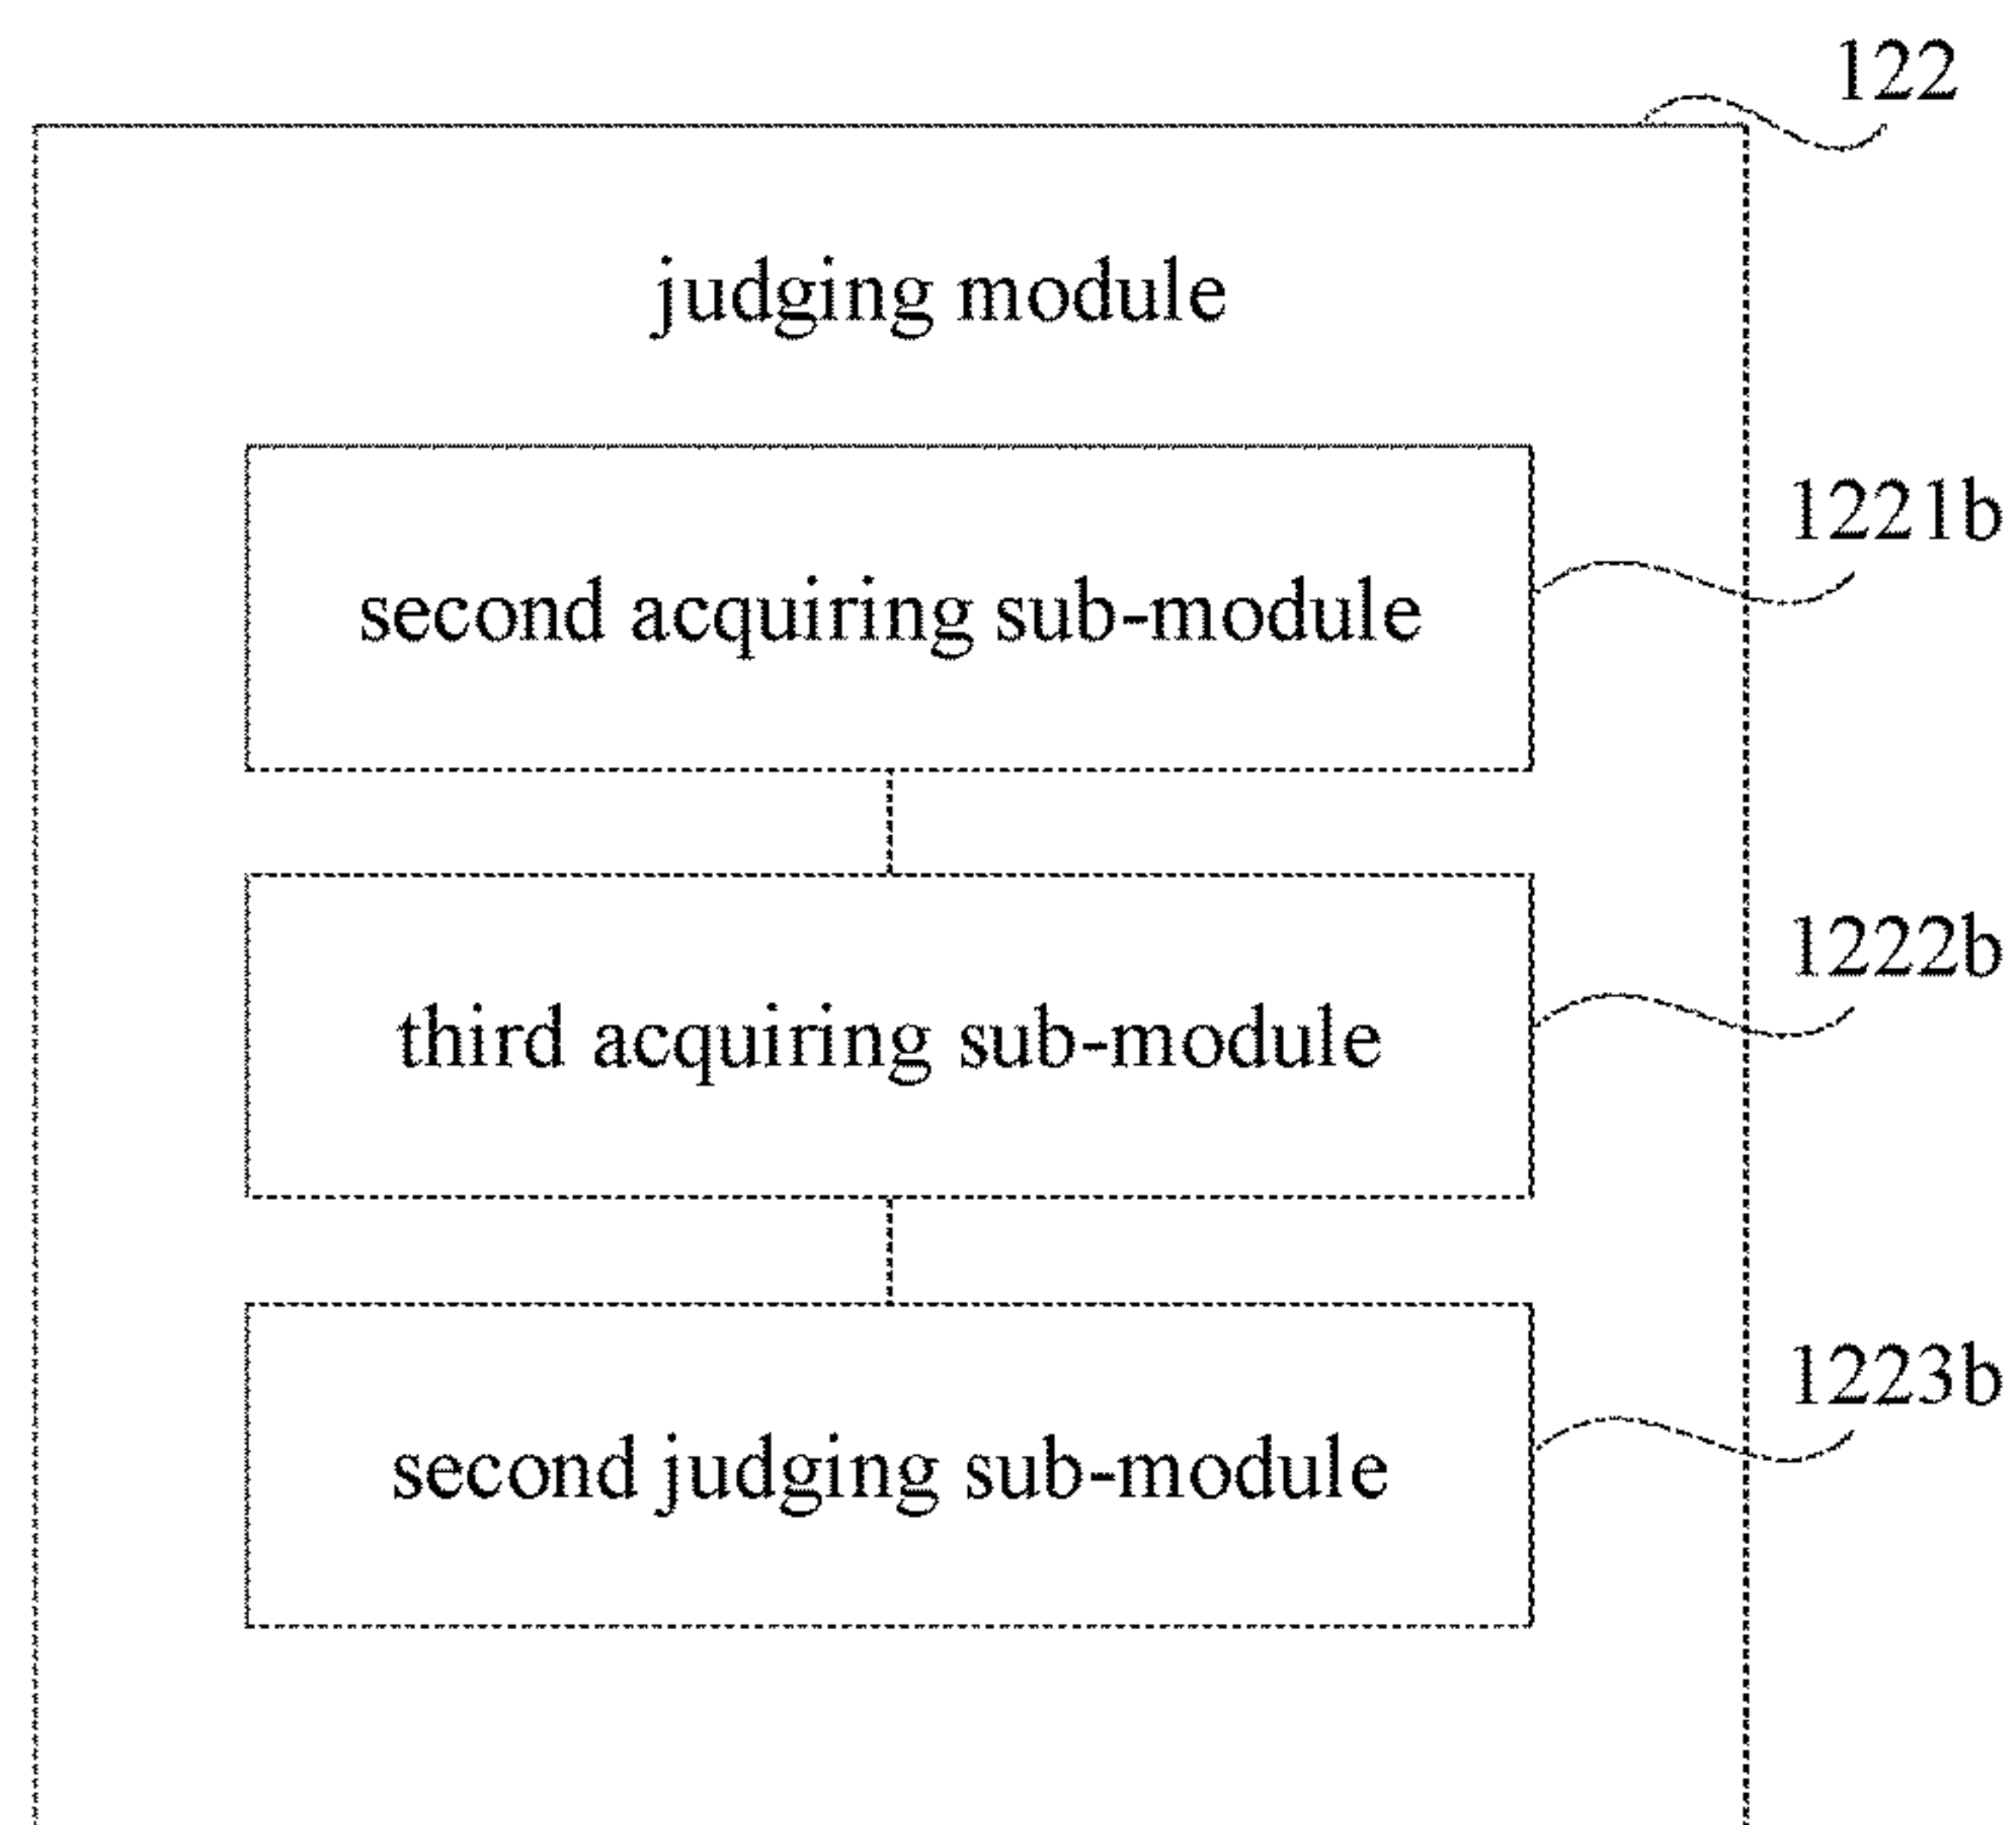 122
judging module
1221b
second acquiring sub-module
1222b
third acquiring sub-module
1223b
second judging sub-module